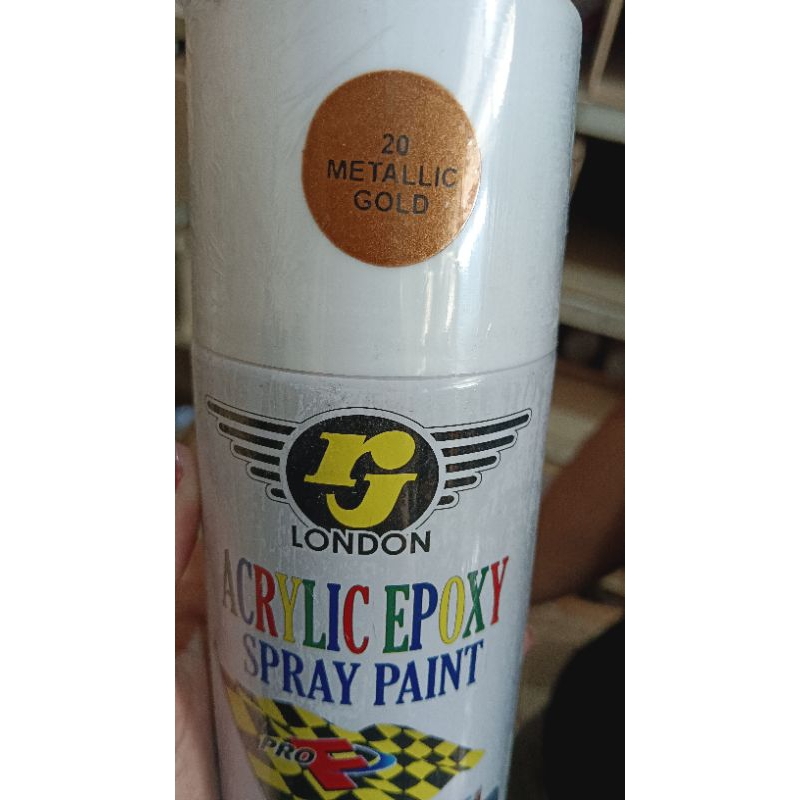 20
METALLIC
GOLD
rj
LONDON
ACRYLIC EPOXY
SPRAY PAINT
PRO